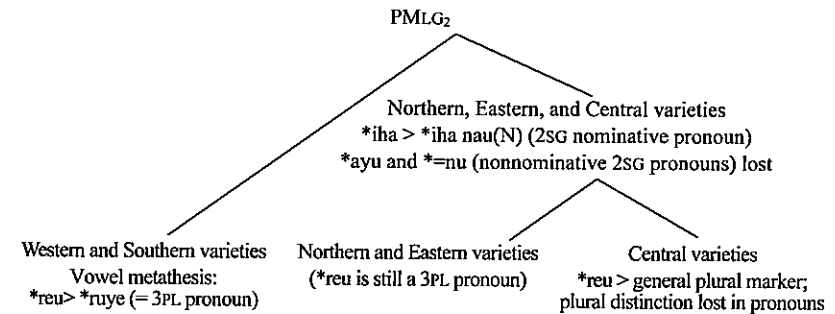 PMLG₂
Northern, Eastern, and Central varieties
*iha > *iha nau(N) (2SG nominative pronoun)
*ayu and *=nu (nonnominative 2SG pronouns) lost
Western and Southern varieties
Vowel metathesis:
*reu> *ruye (= 3PL pronoun)
Northern and Eastern varieties
(*reu is still a 3PL pronoun)
Central varieties
*reu > general plural marker;
plural distinction lost in pronouns